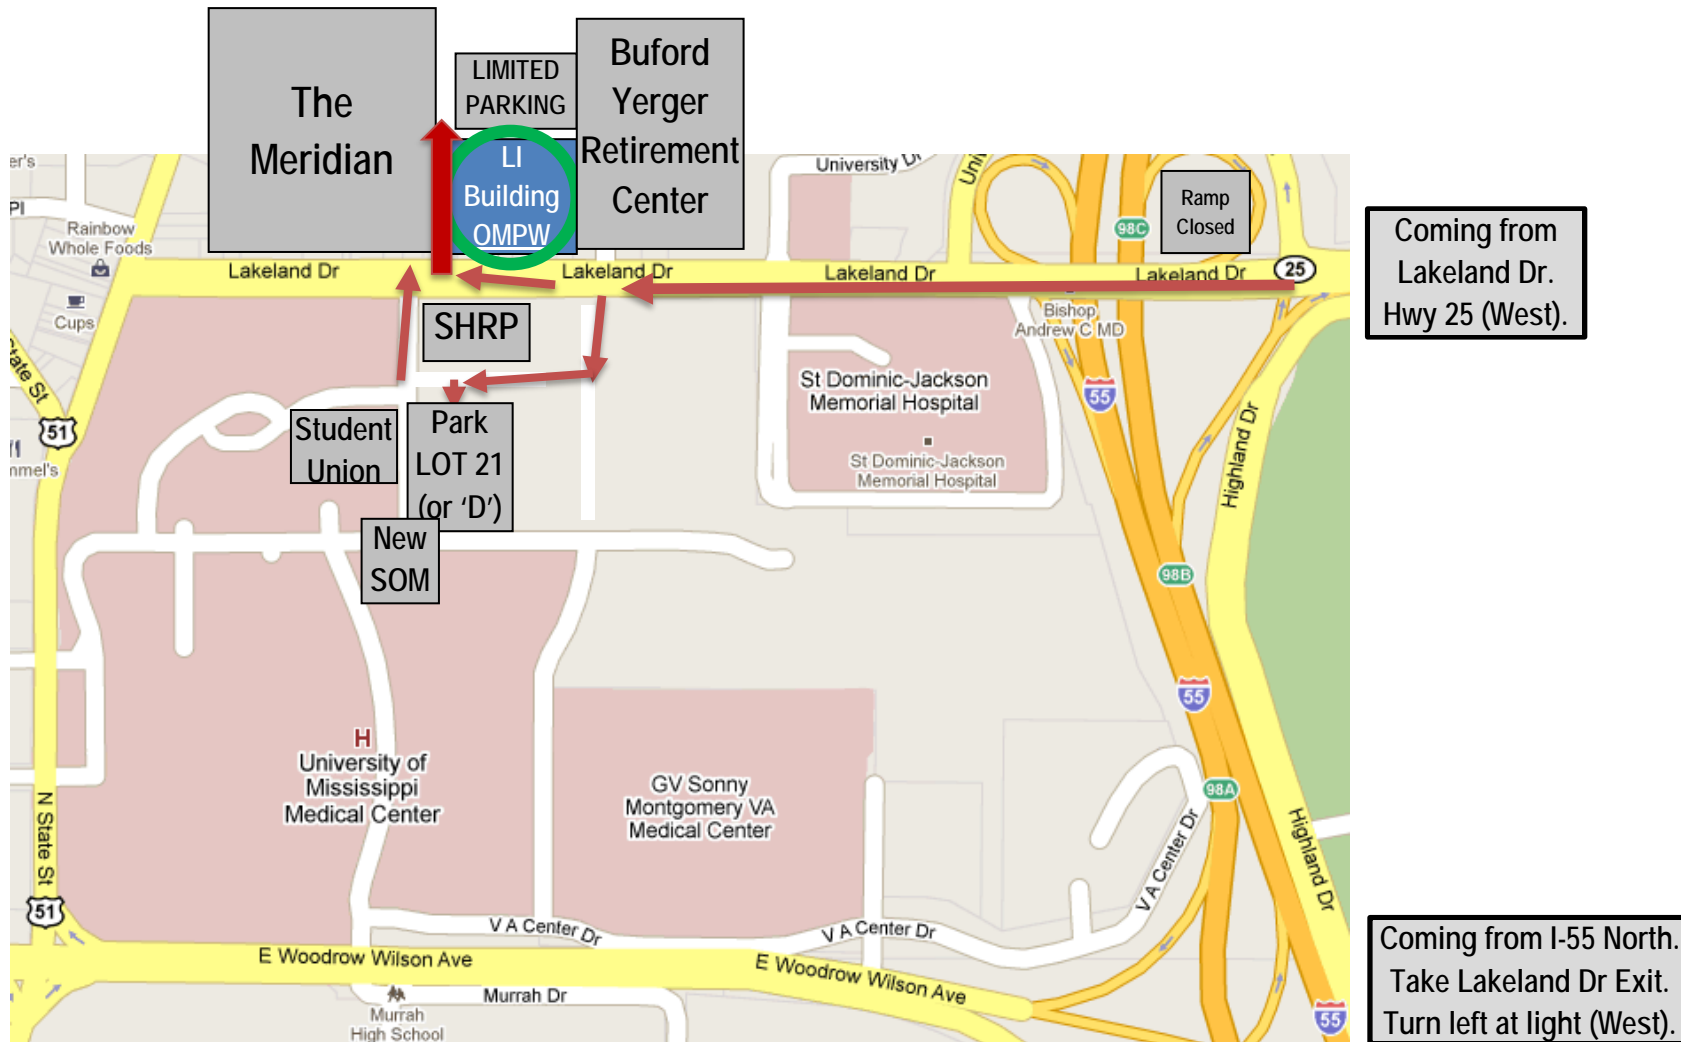 The
Meridian
LIMITED
PARKING
Buford
Yerger
Retirement
Center
LI
Building
OMPW
er's
Pl
Rainbow
Whole Foods
Cups
State St
51
mmel's
University Dr
Univ
98C
Ramp
Closed
Coming from
Lakeland Dr.
Hwy 25 (West).
Lakeland Dr
Lakeland Dr
Lakeland Dr
Lakeland Dr
25
SHRP
Bishop
Andrew C MD
St Dominic-Jackson
Memorial Hospital
St Dominic-Jackson
Memorial Hospital
55
Highland Dr
Student
Union
Park
LOT 21
(or ‘D’)
New
SOM
98B
55
H
University of
Mississippi
Medical Center
GV Sonny
Montgomery VA
Medical Center
98A
N State St
Highland Dr
V A Center Dr
51
V A Center Dr
V A Center Dr
E Woodrow Wilson Ave
E Woodrow Wilson Ave
Murrah Dr
Murrah
High School
55
Coming from I-55 North.
Take Lakeland Dr Exit.
Turn left at light (West).